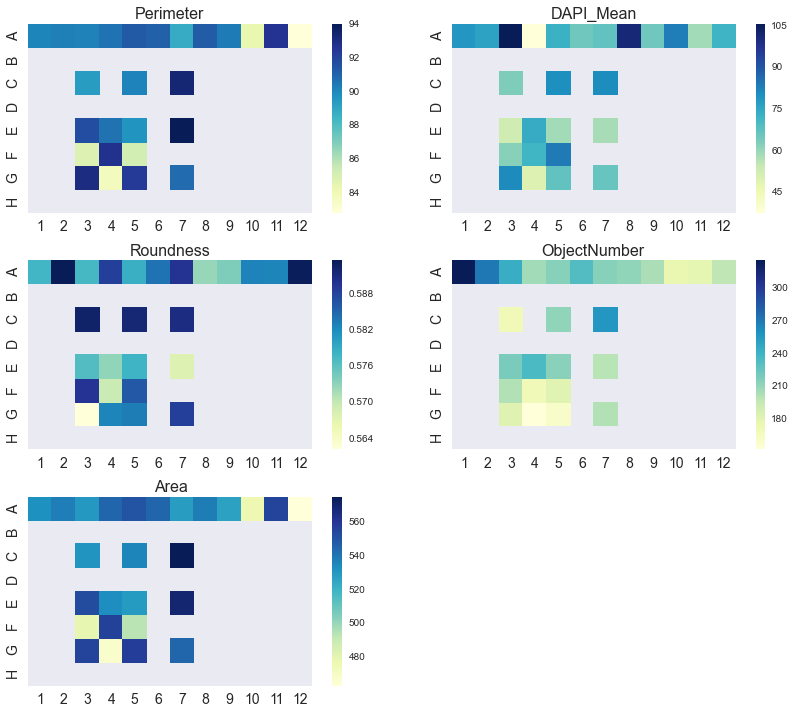 Perimeter
A
B
C
D
E
F
G
H
1 2 3 4 5 6 7 8 9 10 11 12
94
92
90
88
86
84
DAPI_Mean
A
B
C
D
E
F
G
H
1 2 3 4 5 6 7 8 9 10 11 12
105
90
75
60
45
Roundness
A
B
C
D
E
F
G
H
1 2 3 4 5 6 7 8 9 10 11 12
0.588
0.582
0.576
0.570
0.564
ObjectNumber
A
B
C
D
E
F
G
H
1 2 3 4 5 6 7 8 9 10 11 12
300
270
240
210
180
Area
A
B
C
D
E
F
G
H
1 2 3 4 5 6 7 8 9 10 11 12
560
540
520
500
480